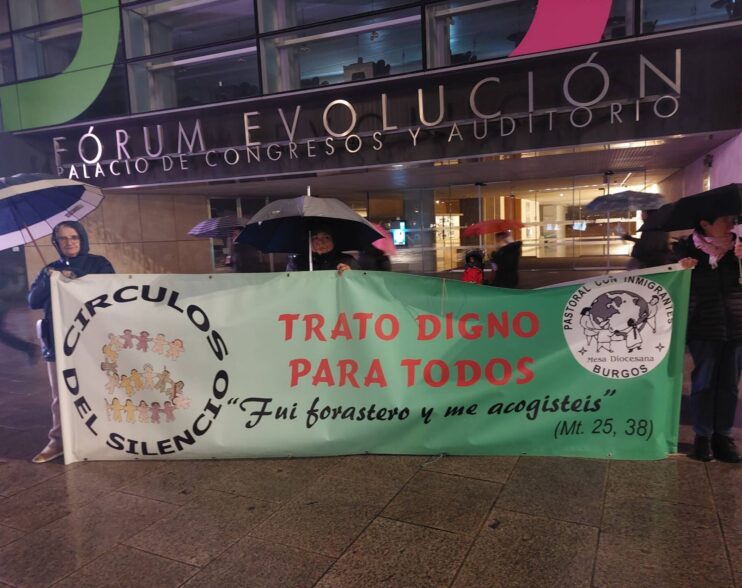 FÓRUM EVOLUCIÓN
PALACIO DE CONGRESOS Y AUDITORIO
CIRCULOS
DEL SILENCIO
TRATO DIGNO
PARA TODOS
"Fui forastero y me acogisteis"
(Mt. 25, 38)
PASTORAL CON INMIGRANTES
Mesa Diocesana
BURGOS